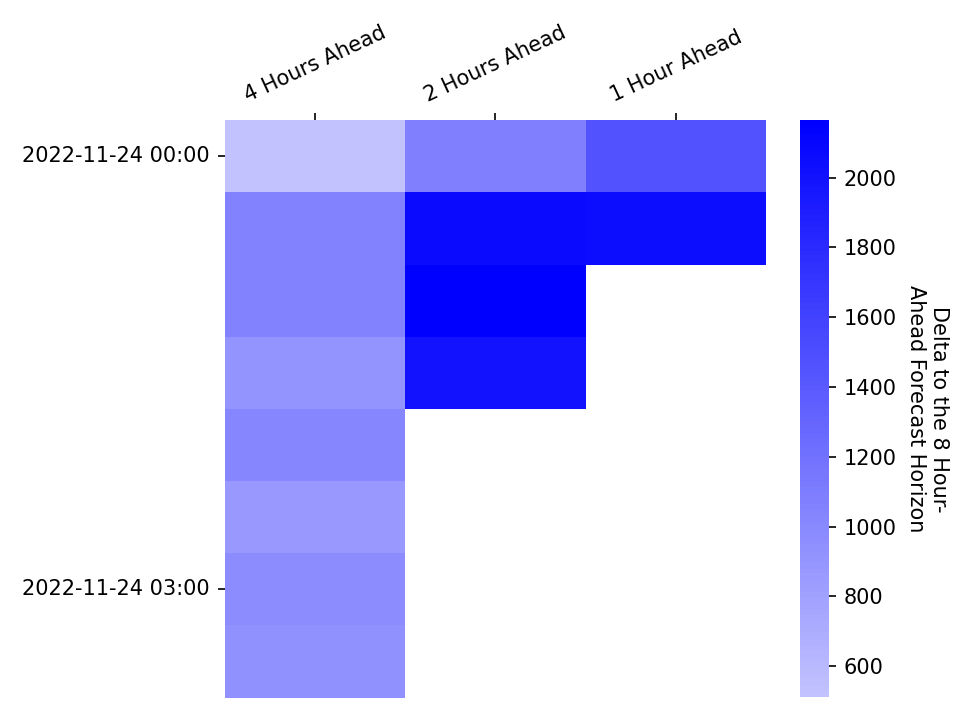 4 Hours Ahead
2 Hours Ahead
1 Hour Ahead
2022-11-24 00:00
2022-11-24 03:00
2000
1800
1600
1400
1200
1000
800
600
Delta to the 8 Hour-
Ahead Forecast Horizon